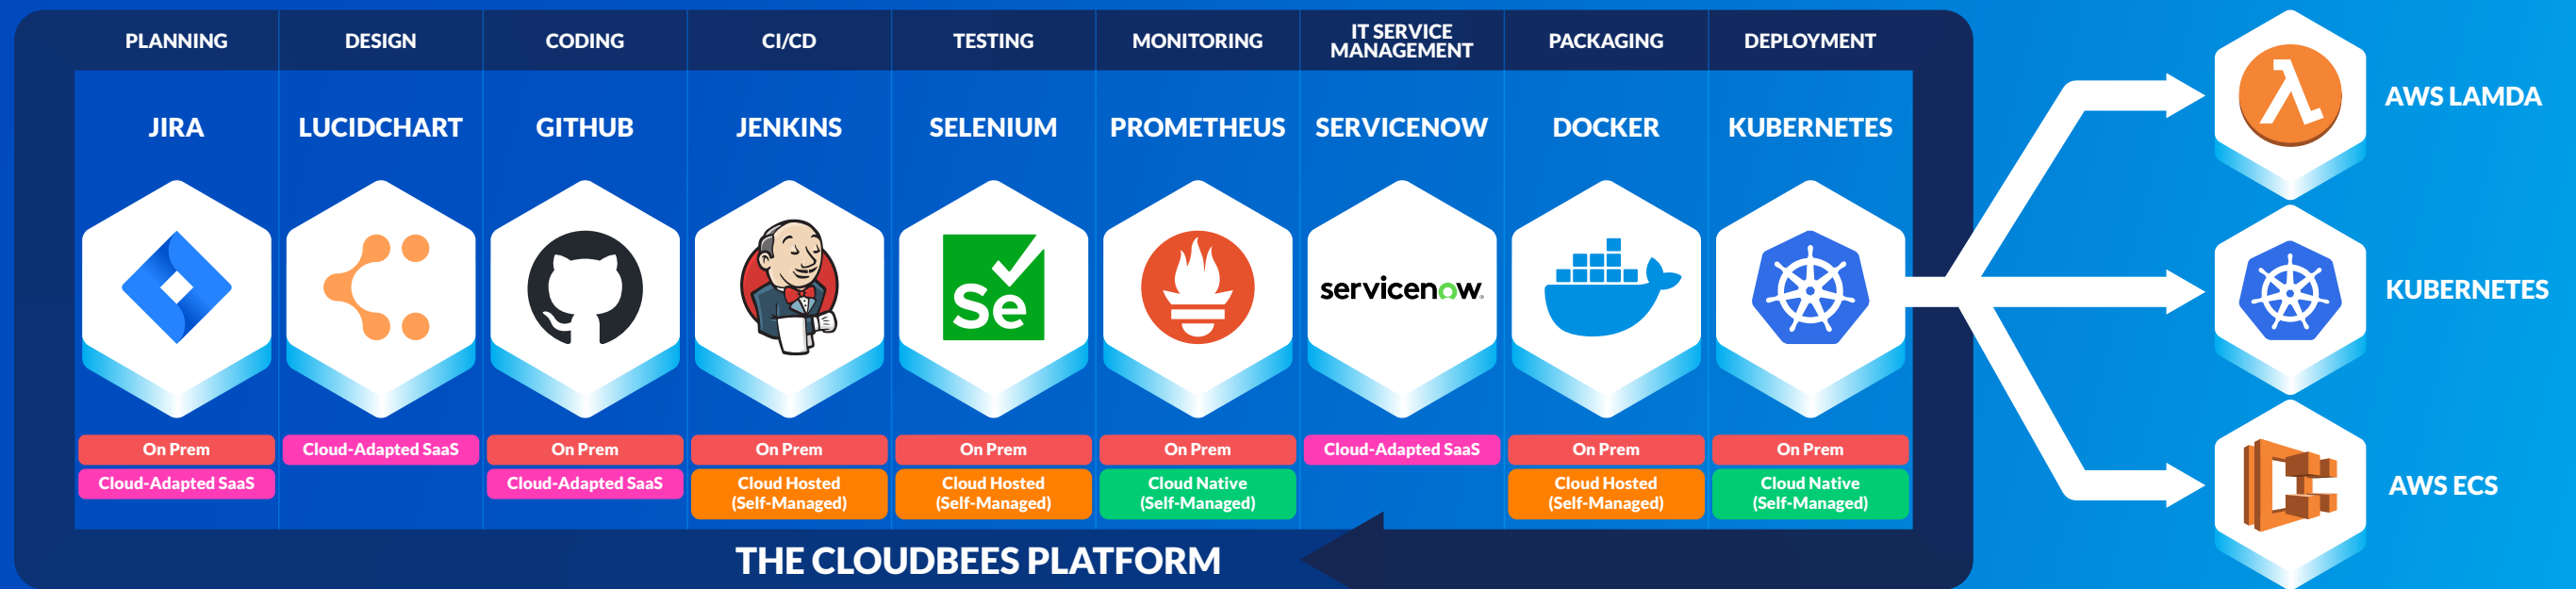 PLANNING
DESIGN
CODING
CI/CD
TESTING
MONITORING
IT SERVICE
MANAGEMENT
PACKAGING
DEPLOYMENT
JIRA
LUCIDCHART
GITHUB
JENKINS
SELENIUM
PROMETHEUS
SERVICENOW
DOCKER
KUBERNETES
Se
servicenow
On Prem
Cloud-Adapted SaaS
Cloud-Adapted SaaS
On Prem
Cloud-Adapted SaaS
On Prem
Cloud Hosted
(Self-Managed)
On Prem
Cloud Hosted
(Self-Managed)
On Prem
Cloud Native
(Self-Managed)
Cloud-Adapted SaaS
On Prem
Cloud Hosted
(Self-Managed)
On Prem
Cloud Native
(Self-Managed)
THE CLOUDBEES PLATFORM
AWS LAMDA
KUBERNETES
AWS ECS